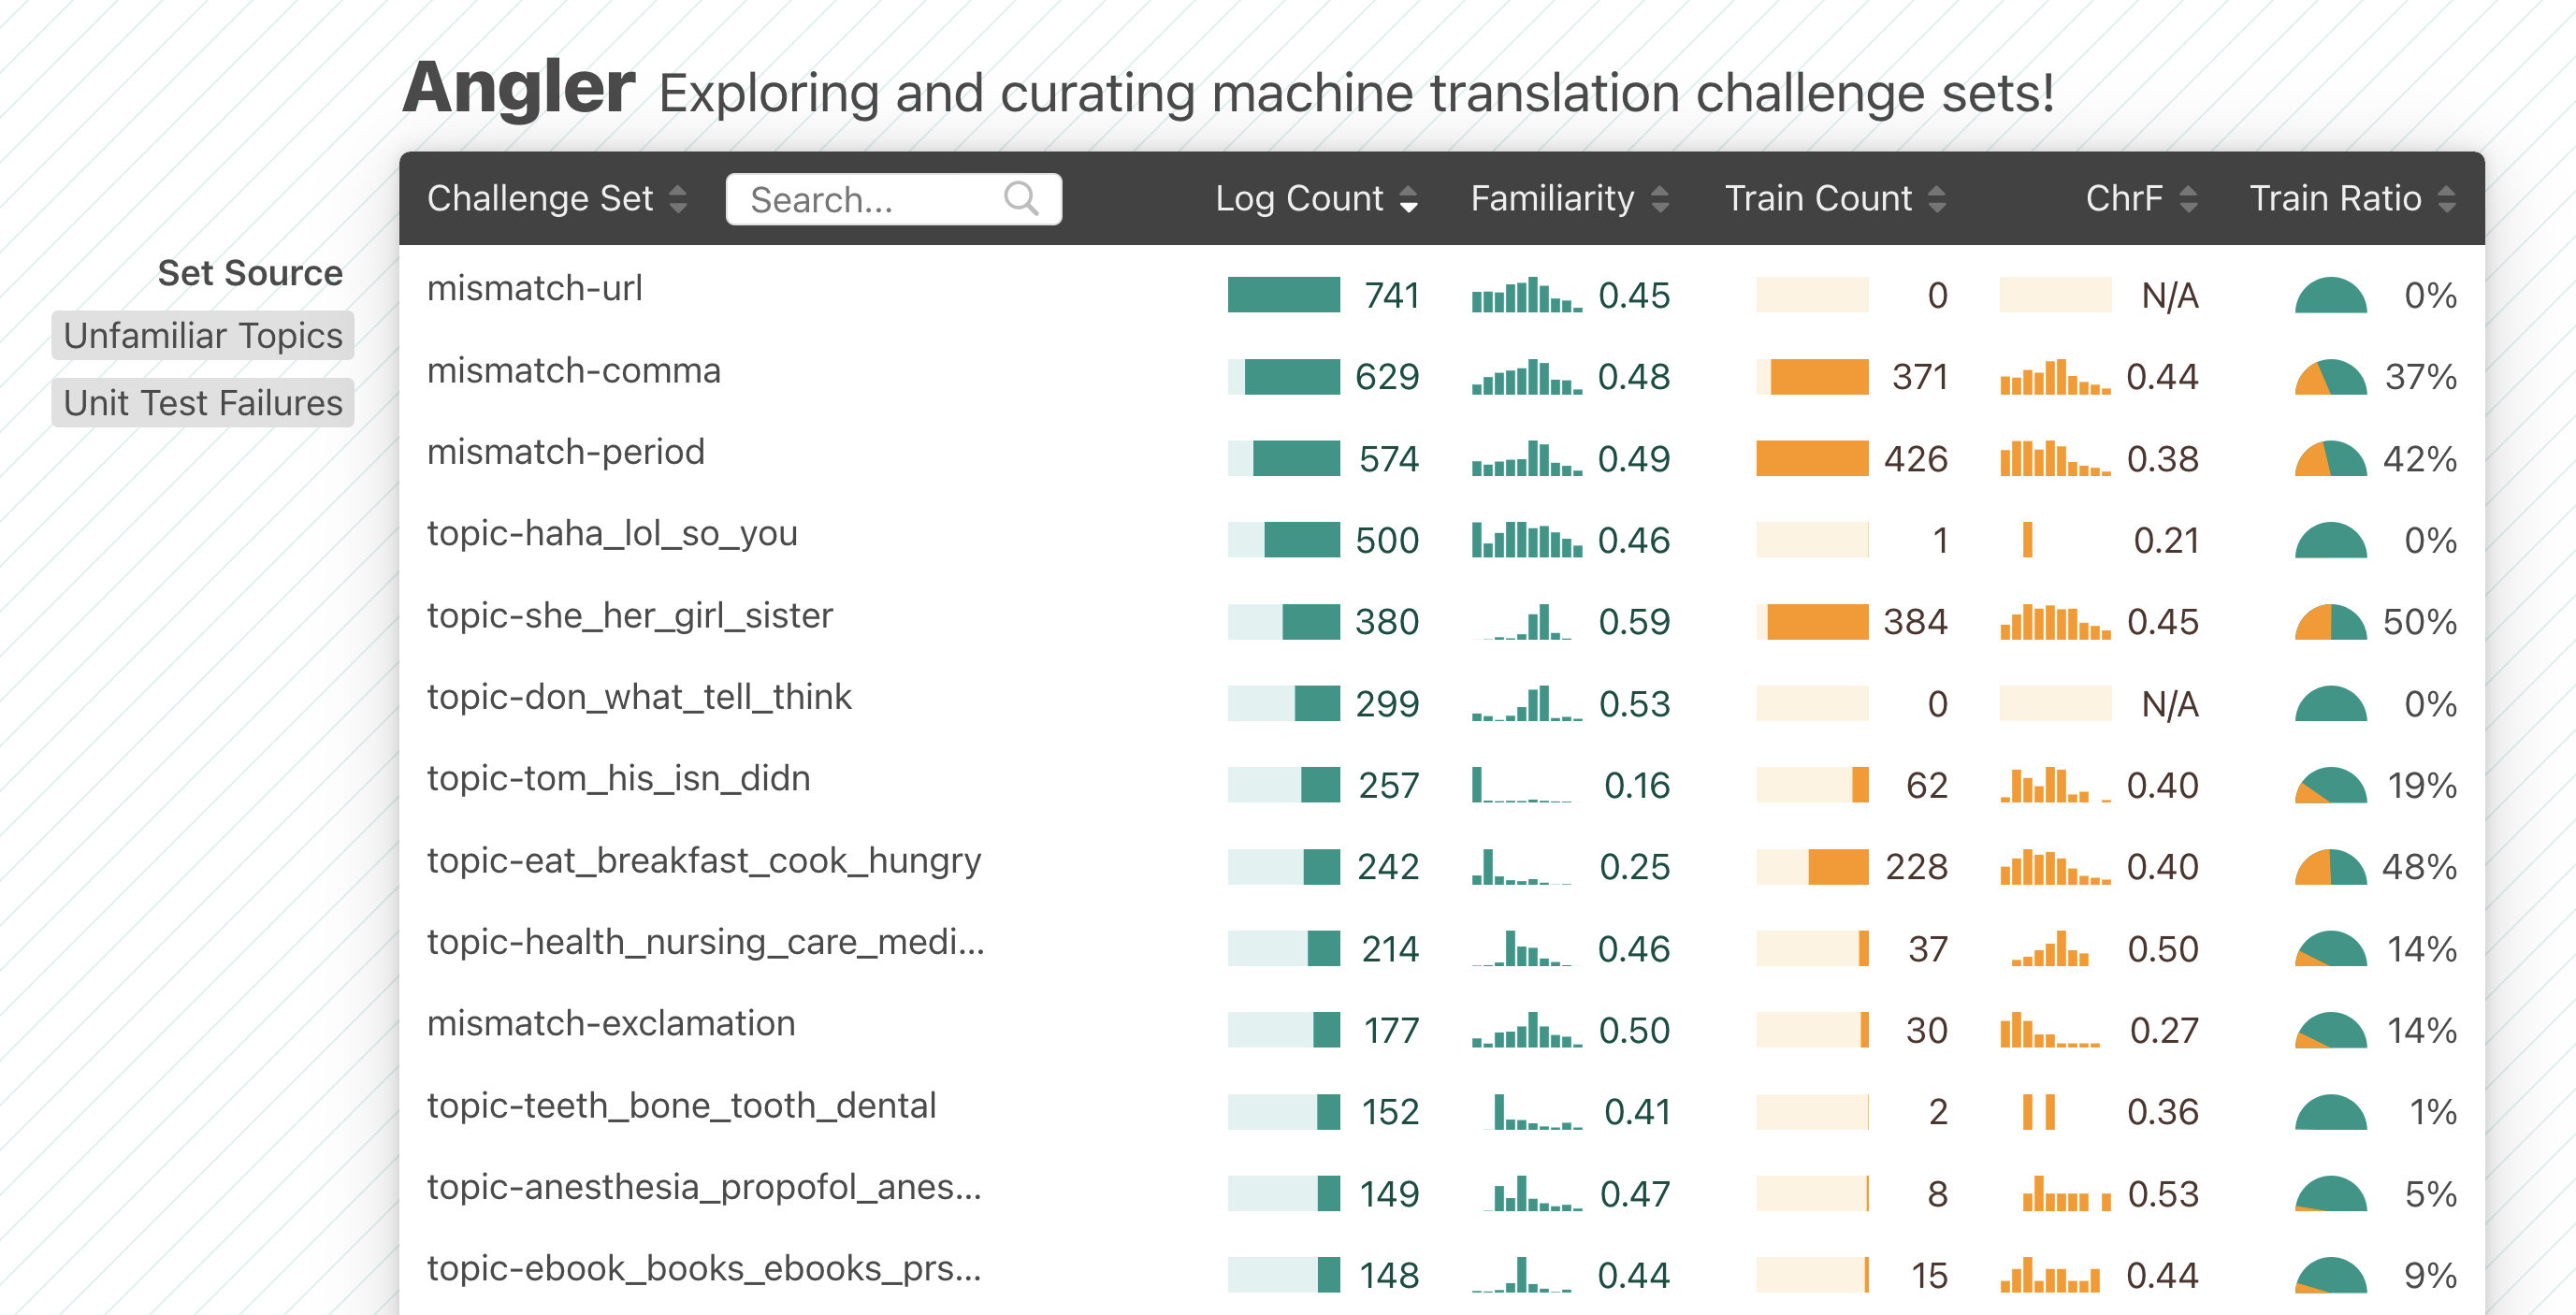 Angler Exploring and curating machine translation challenge sets!
Challenge Set Search... Log Count Familiarity Train Count ChrF Train Ratio
Set Source
Unfamiliar Topics
Unit Test Failures
mismatch-url 741 0.45 0 N/A 0%
mismatch-comma 629 0.48 371 0.44 37%
mismatch-period 574 0.49 426 0.38 42%
topic-haha_lol_so_you 500 0.46 1 0.21 0%
topic-she_her_girl_sister 380 0.59 384 0.45 50%
topic-don_what_tell_think 299 0.53 0 N/A 0%
topic-tom_his_isn_didn 257 0.16 62 0.40 19%
topic-eat_breakfast_cook_hungry 242 0.25 228 0.40 48%
topic-health_nursing_care_medi... 214 0.46 37 0.50 14%
mismatch-exclamation 177 0.50 30 0.27 14%
topic-teeth_bone_tooth_dental 152 0.41 2 0.36 1%
topic-anesthesia_propofol_anes... 149 0.47 8 0.53 5%
topic-ebook_books_ebooks_prs... 148 0.44 15 0.44 9%